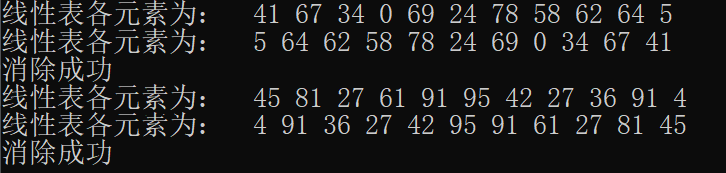 线性表各元素为： 41 67 34 0 69 24 78 58 62 64 5
线性表各元素为： 5 64 62 58 78 24 69 0 34 67 41
消除成功
线性表各元素为： 45 81 27 61 91 95 42 27 36 91 4
线性表各元素为： 4 91 36 27 42 95 91 61 27 81 45
消除成功